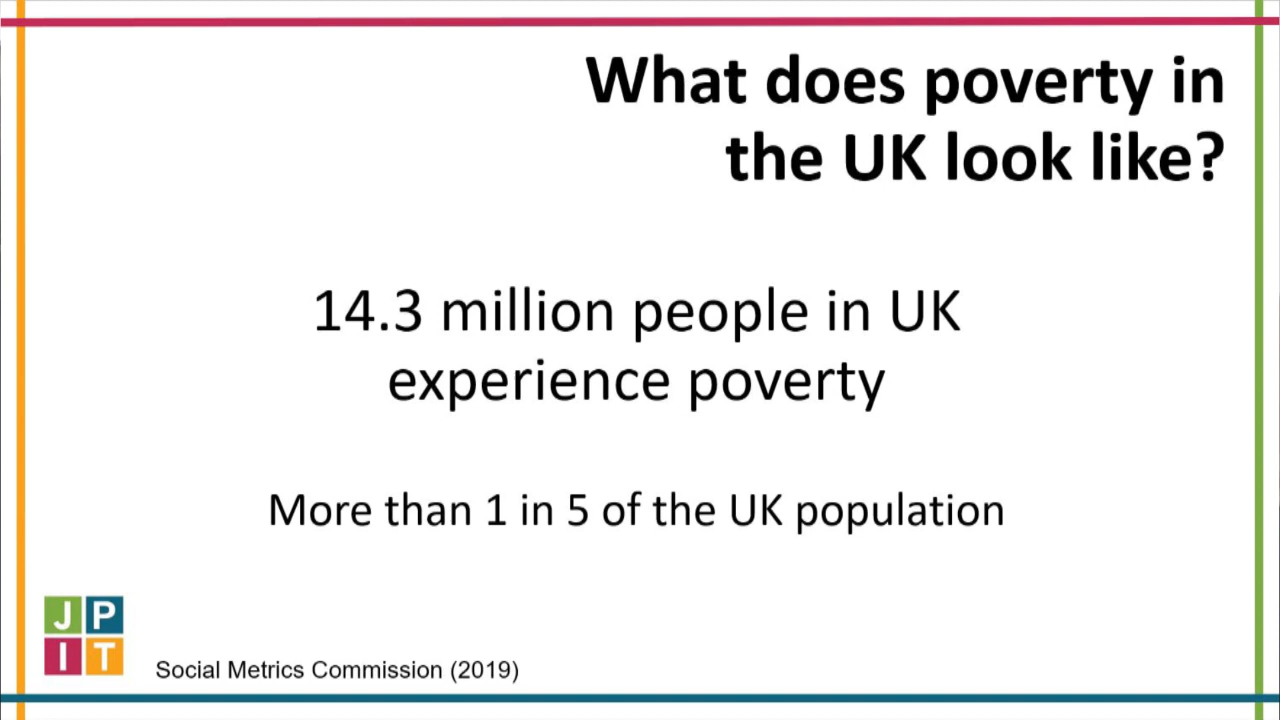 What does poverty in
the UK look like?
14.3 million people in UK
experience poverty
More than 1 in 5 of the UK population
J P
I T
Social Metrics Commission (2019)